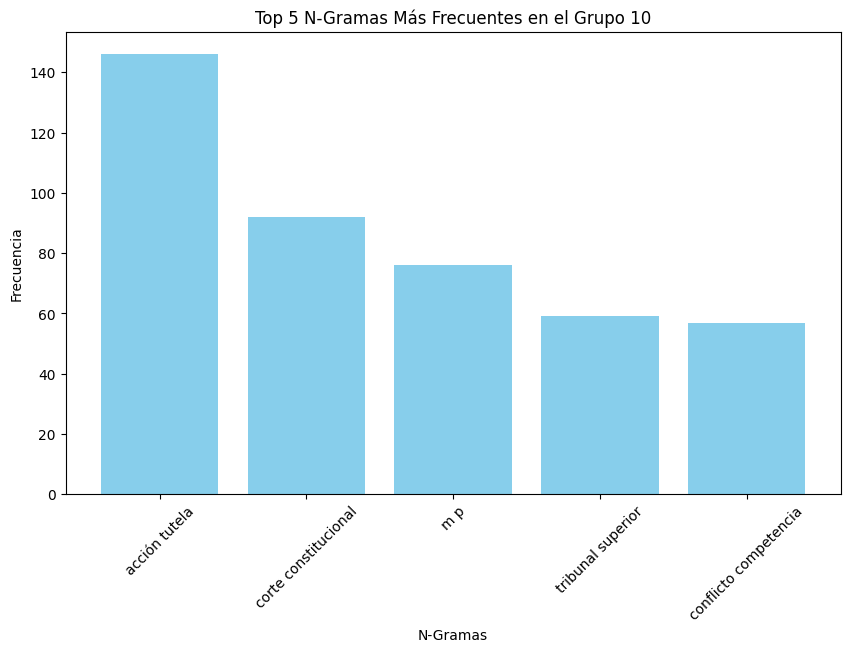 Top 5 N-Gramas Más Frecuentes en el Grupo 10
Frecuencia
140
120
100
80
60
40
20
0
acción tutela
corte constitucional
m p
tribunal superior
conflicto competencia
N-Gramas